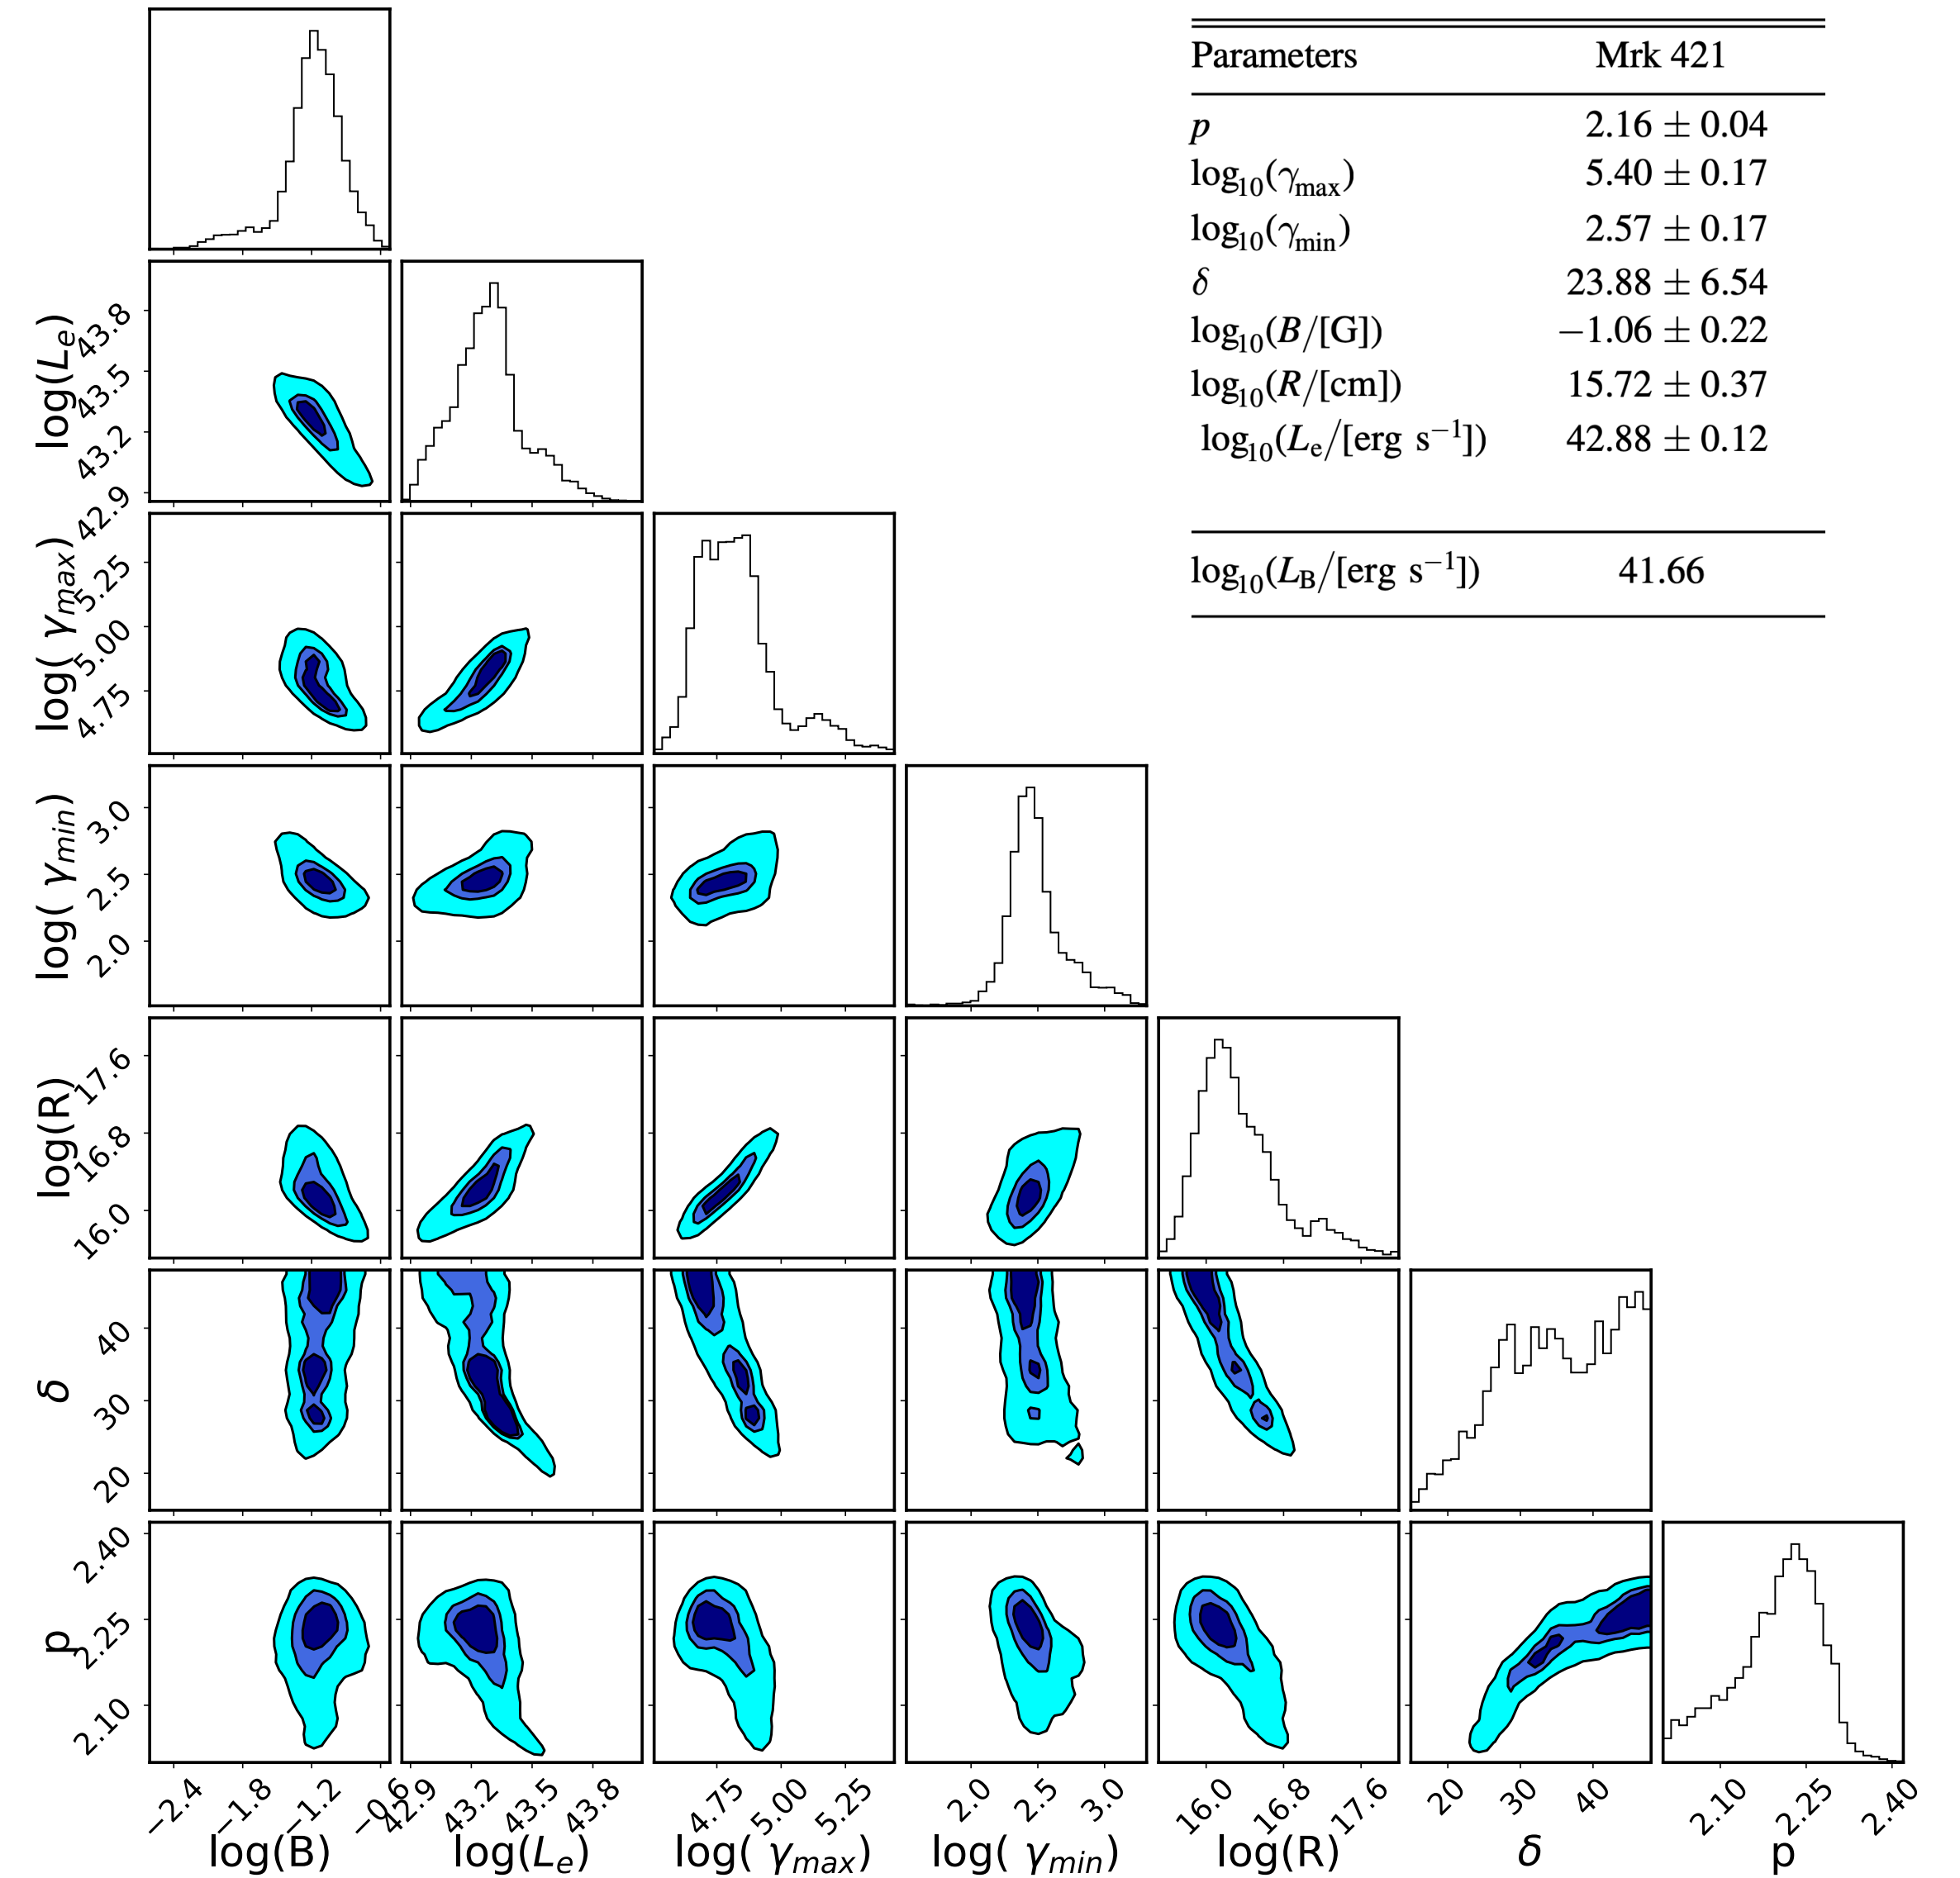 Parameters Mrk 421
p 2.16 ± 0.04
log10(γmax) 5.40 ± 0.17
log10(γmin) 2.57 ± 0.17
δ 23.88 ± 6.54
log10(B/[G]) −1.06 ± 0.22
log10(R/[cm]) 15.72 ± 0.37
log10(Le/[erg s−1]) 42.88 ± 0.12
log10(LB/[erg s−1]) 41.66
log(Le)
43.8
43.5
43.2
42.9
log( γmax)
5.25
5.00
4.75
log( γmin)
3.0
2.5
2.0
log(R)
17.6
16.8
16.0
δ
40
30
20
p
2.40
2.25
2.10
−2.4 −1.8 −1.2 −0.6 42.9 43.2 43.5 43.8 4.75 5.00 5.25 2.0 2.5 3.0 16.0 16.8 17.6 20 30 40 2.10 2.25 2.40
log(B) log(Le) log( γmax) log( γmin) log(R) δ p